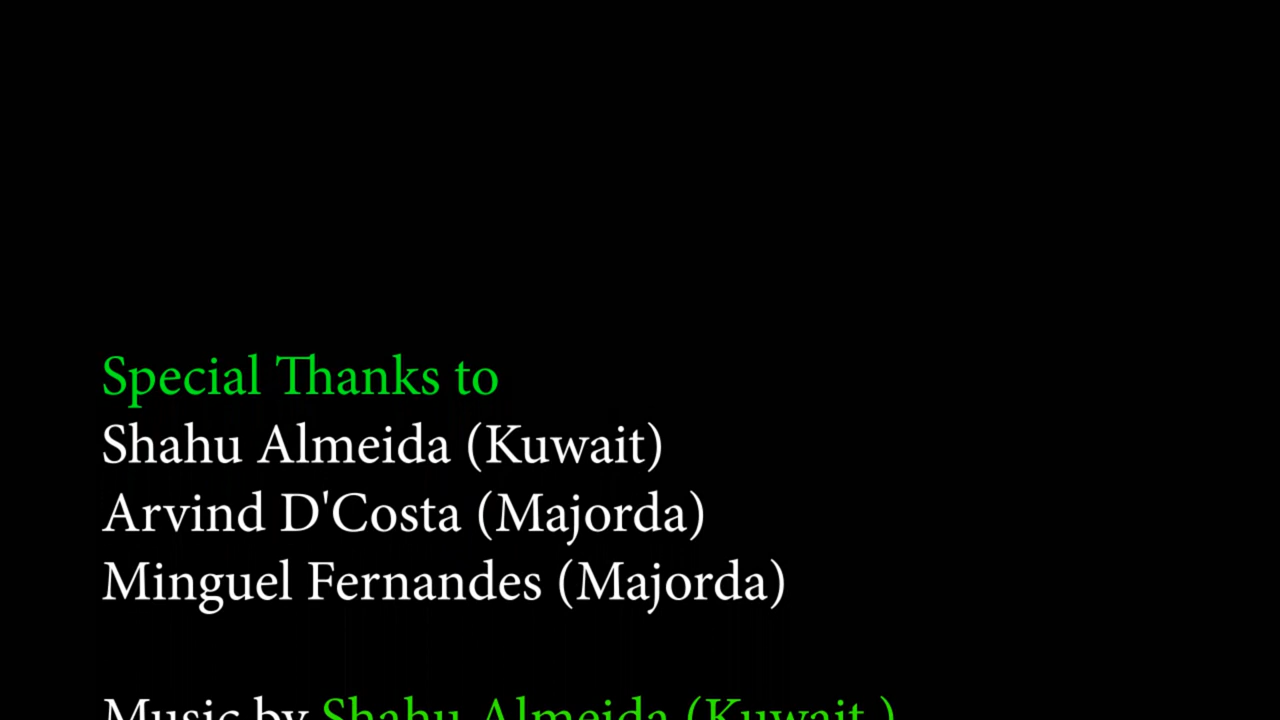 Special Thanks to
Shahu Almeida (Kuwait)
Arvind D'Costa (Majorda)
Minguel Fernandes (Majorda)
Music by Shahu Almeida (Kuwait )